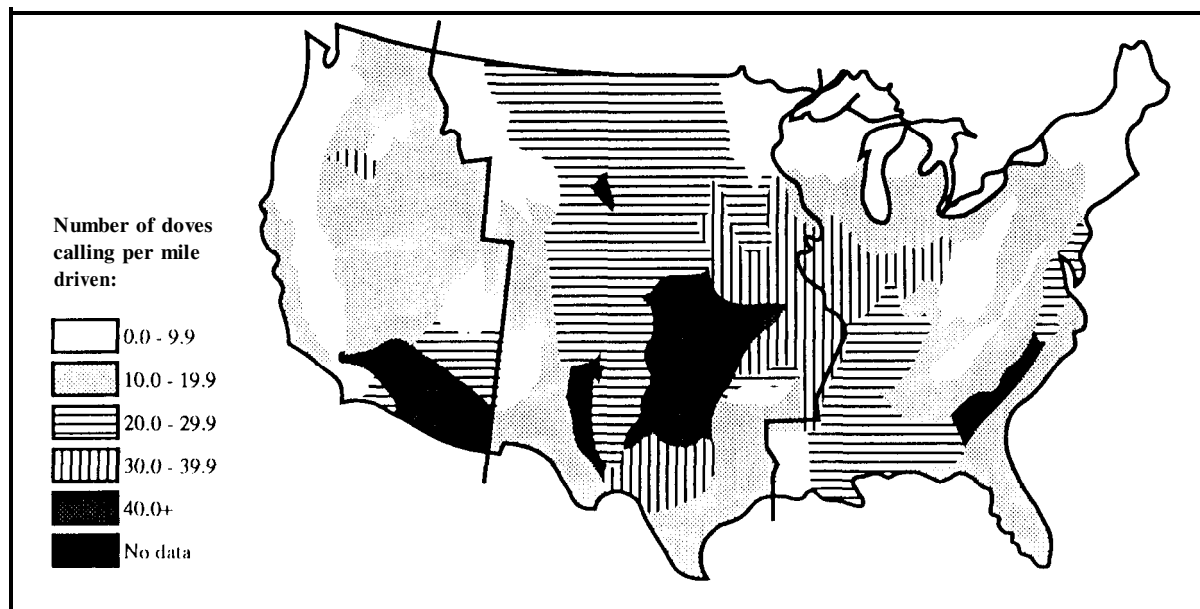 Number of doves
calling per mile
driven:
0.0 - 9.9
10.0 - 19.9
20.0 - 29.9
30.0 - 39.9
40.0+
No data